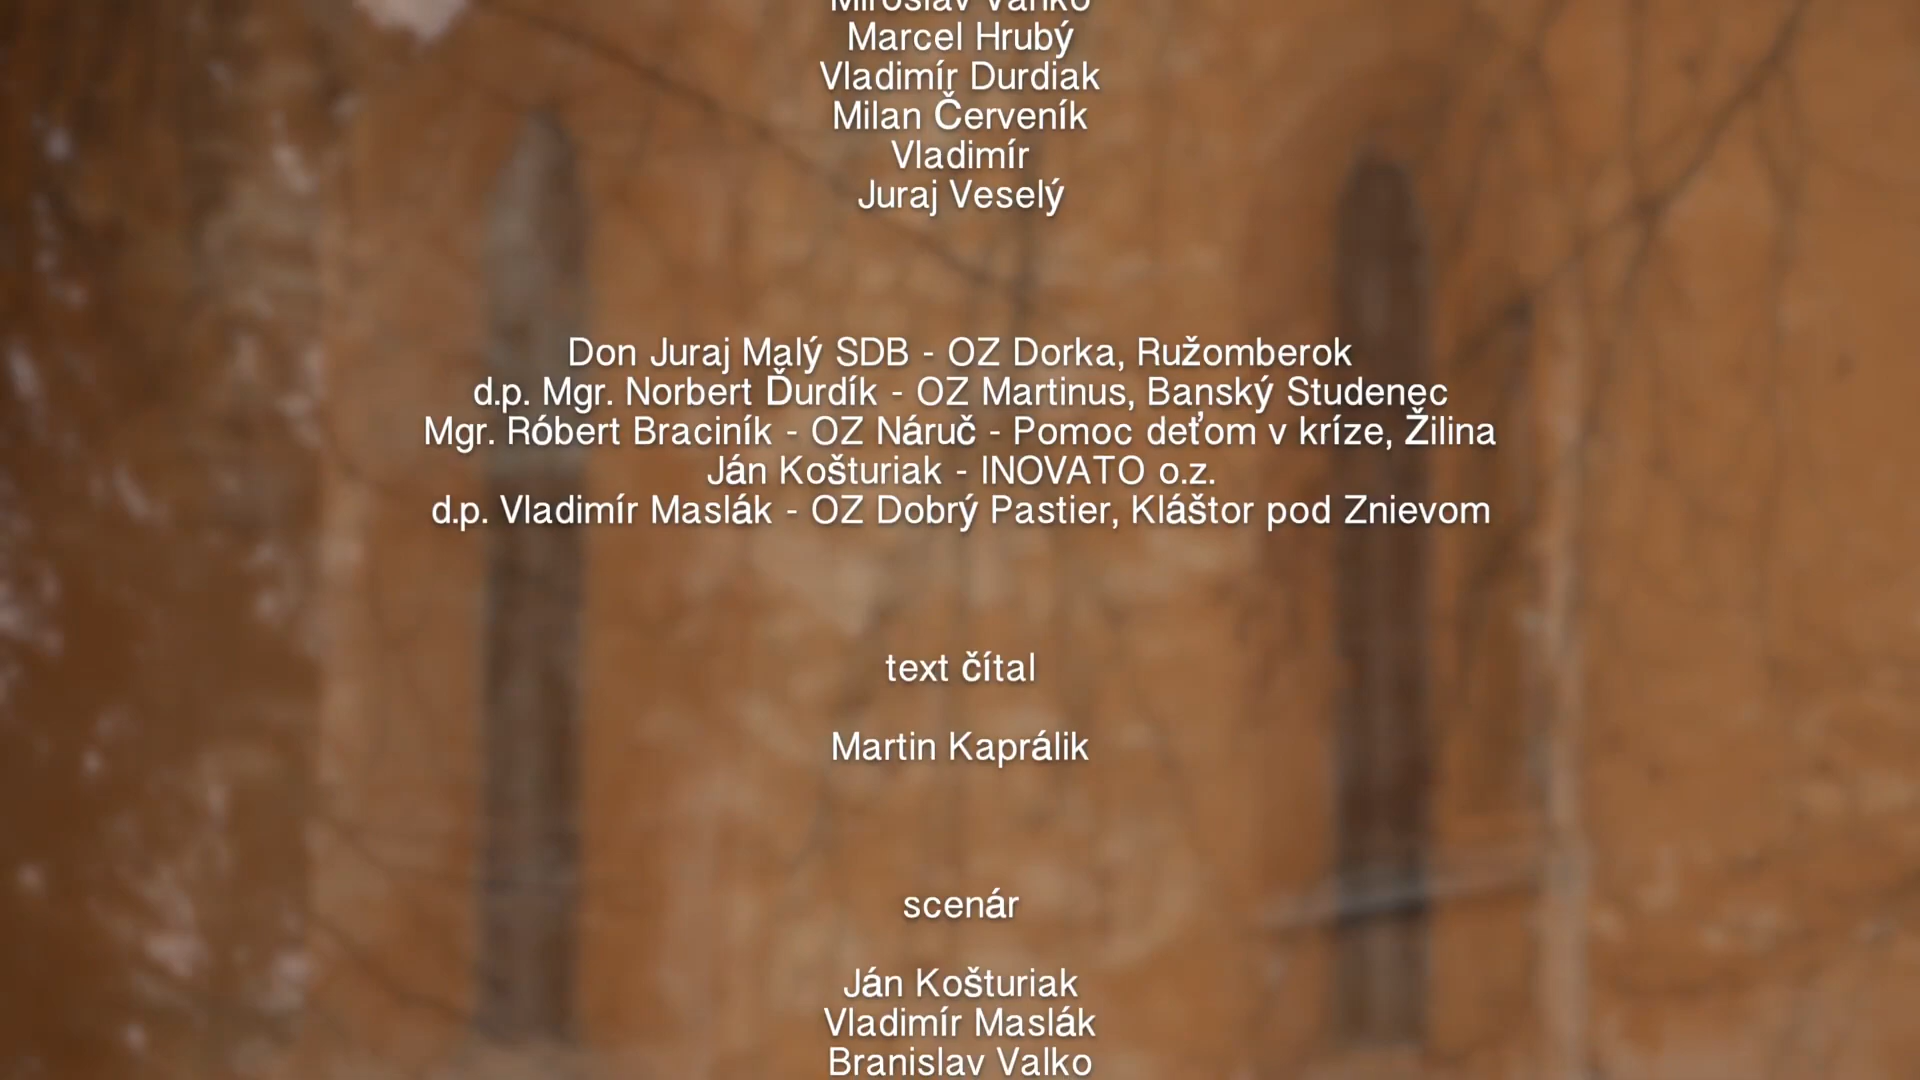 Miroslav Vanko
Marcel Hrubý
Vladimír Durdiak
Milan Červeník
Vladimír
Juraj Veselý
Don Juraj Malý SDB - OZ Dorka, Ružomberok
d.p. Mgr. Norbert Ďurdík - OZ Martinus, Banský Studenec
Mgr. Róbert Braciník - OZ Náruč - Pomoc deťom v kríze, Žilina
Ján Košturiak - INOVATO o.z.
d.p. Vladimír Maslák - OZ Dobrý Pastier, Kláštor pod Znievom
text čítal
Martin Kaprálik
scenár
Ján Košturiak
Vladimír Maslák
Branislav Valko